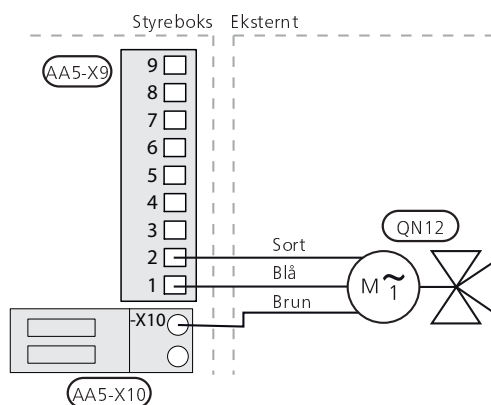 Styreboks Eksternt
AA5-X9
9
8
7
6
5
4
3
2
1
Sort
Blå
Brun
QN12
M ~ 1
-X10
AA5-X10